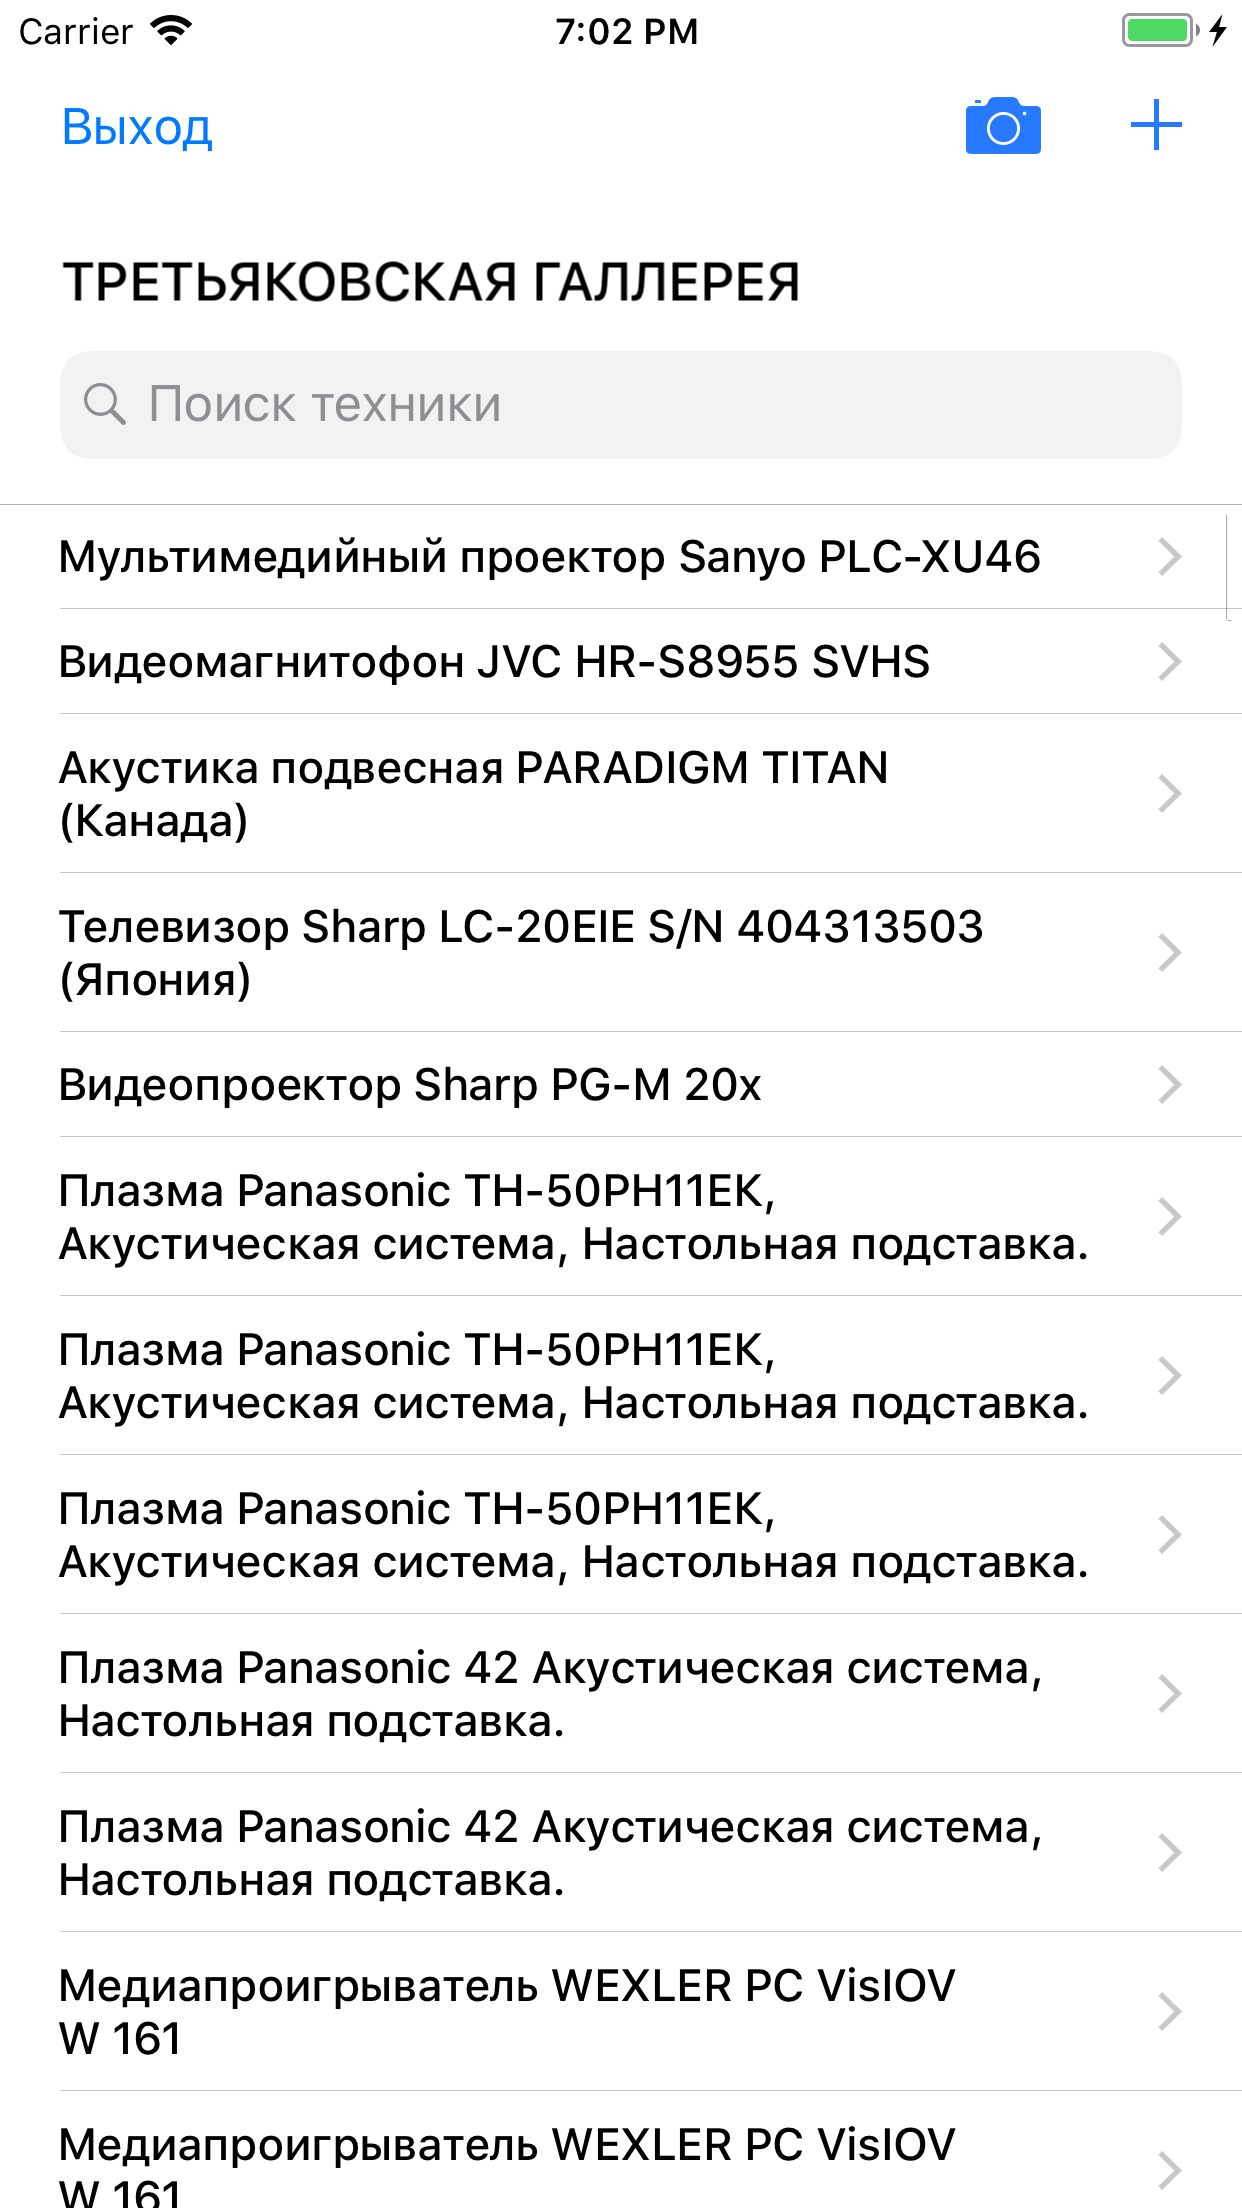 Carrier
7:02 PM
Выход
ТРЕТЬЯКОВСКАЯ ГАЛЛЕРЕЯ
Поиск техники
Мультимедийный проектор Sanyo PLC-XU46
Видеомагнитофон JVC HR-S8955 SVHS
Акустика подвесная PARADIGM TITAN
(Канада)
Телевизор Sharp LC-20EIE S/N 404313503
(Япония)
Видеопроектор Sharp PG-M 20x
Плазма Panasonic TH-50PH11EK,
Акустическая система, Настольная подставка.
Плазма Panasonic TH-50PH11EK,
Акустическая система, Настольная подставка.
Плазма Panasonic TH-50PH11EK,
Акустическая система, Настольная подставка.
Плазма Panasonic 42 Акустическая система,
Настольная подставка.
Плазма Panasonic 42 Акустическая система,
Настольная подставка.
Медиапроигрыватель WEXLER PC VisIOV
W 161
Медиапроигрыватель WEXLER PC VisIOV
W 161